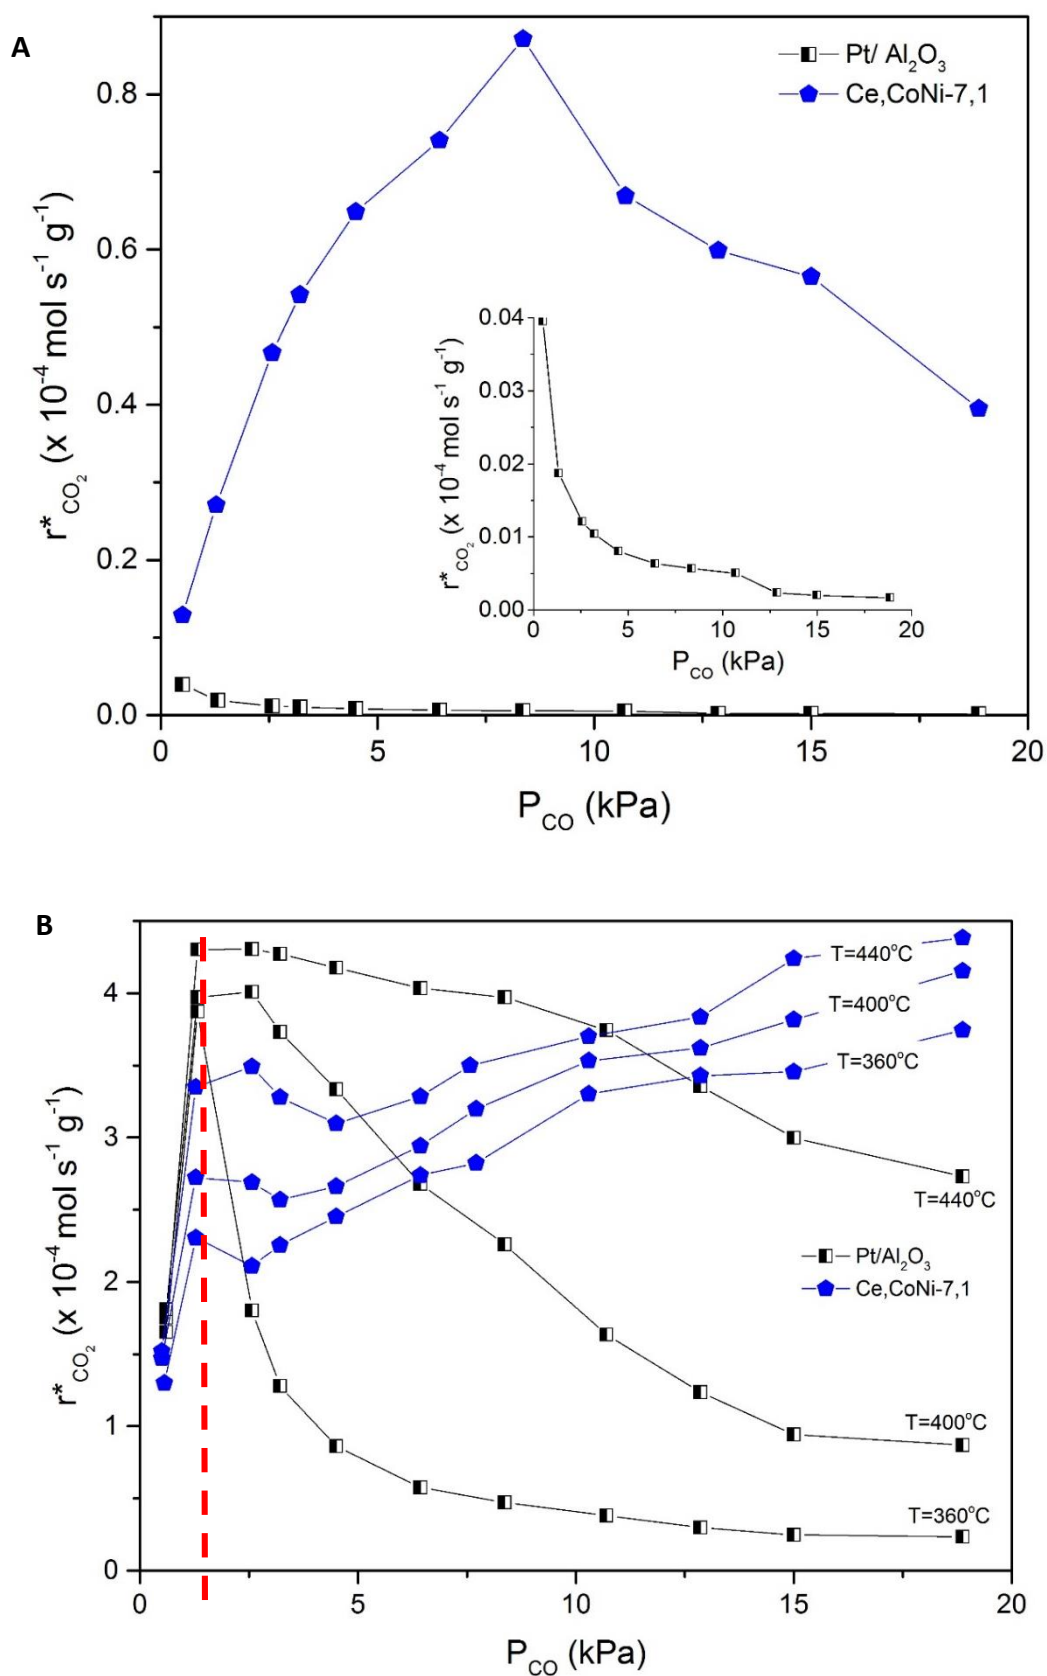 A
Pt/ Al₂O₃
Ce,CoNi-7,1
0.8
0.6
0.4
0.2
0.0
r*CO₂ (x 10⁻⁴ mol s⁻¹ g⁻¹)
0 5 10 15 20
P_CO (kPa)
0.04
0.03
0.02
0.01
0.00
r*CO₂ (x 10⁻⁴ mol s⁻¹ g⁻¹)
0 5 10 15 20
P_CO (kPa)
B
4
3
2
1
0
r*CO₂ (x 10⁻⁴ mol s⁻¹ g⁻¹)
T=440°C
T=400°C
T=360°C
T=440°C
Pt/Al₂O₃
Ce,CoNi-7,1
T=400°C
T=360°C
0 5 10 15 20
P_CO (kPa)